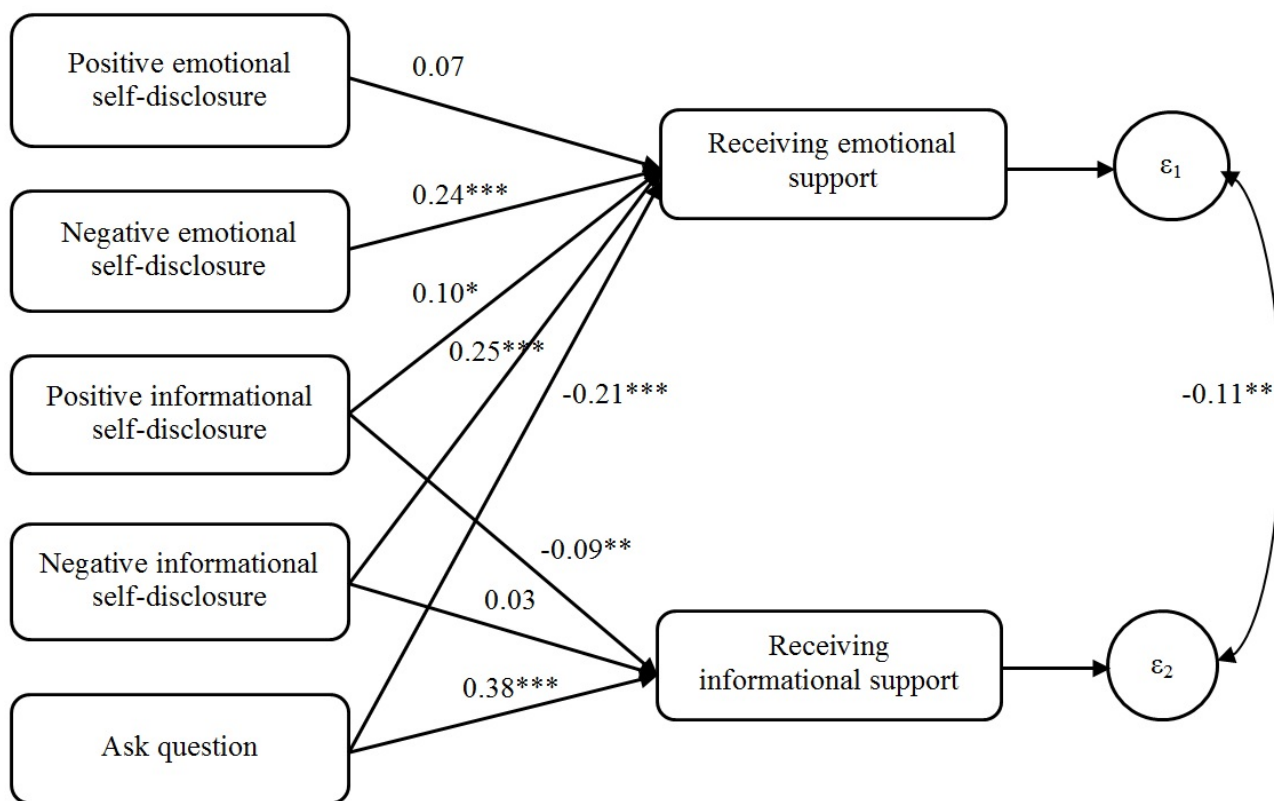 Positive emotional
self-disclosure
0.07
Receiving emotional
support
ε1
Negative emotional
self-disclosure
0.24***
0.10*
0.25***
Positive informational
self-disclosure
-0.21***
-0.11**
Negative informational
self-disclosure
-0.09**
0.03
Receiving
informational support
ε2
0.38***
Ask question